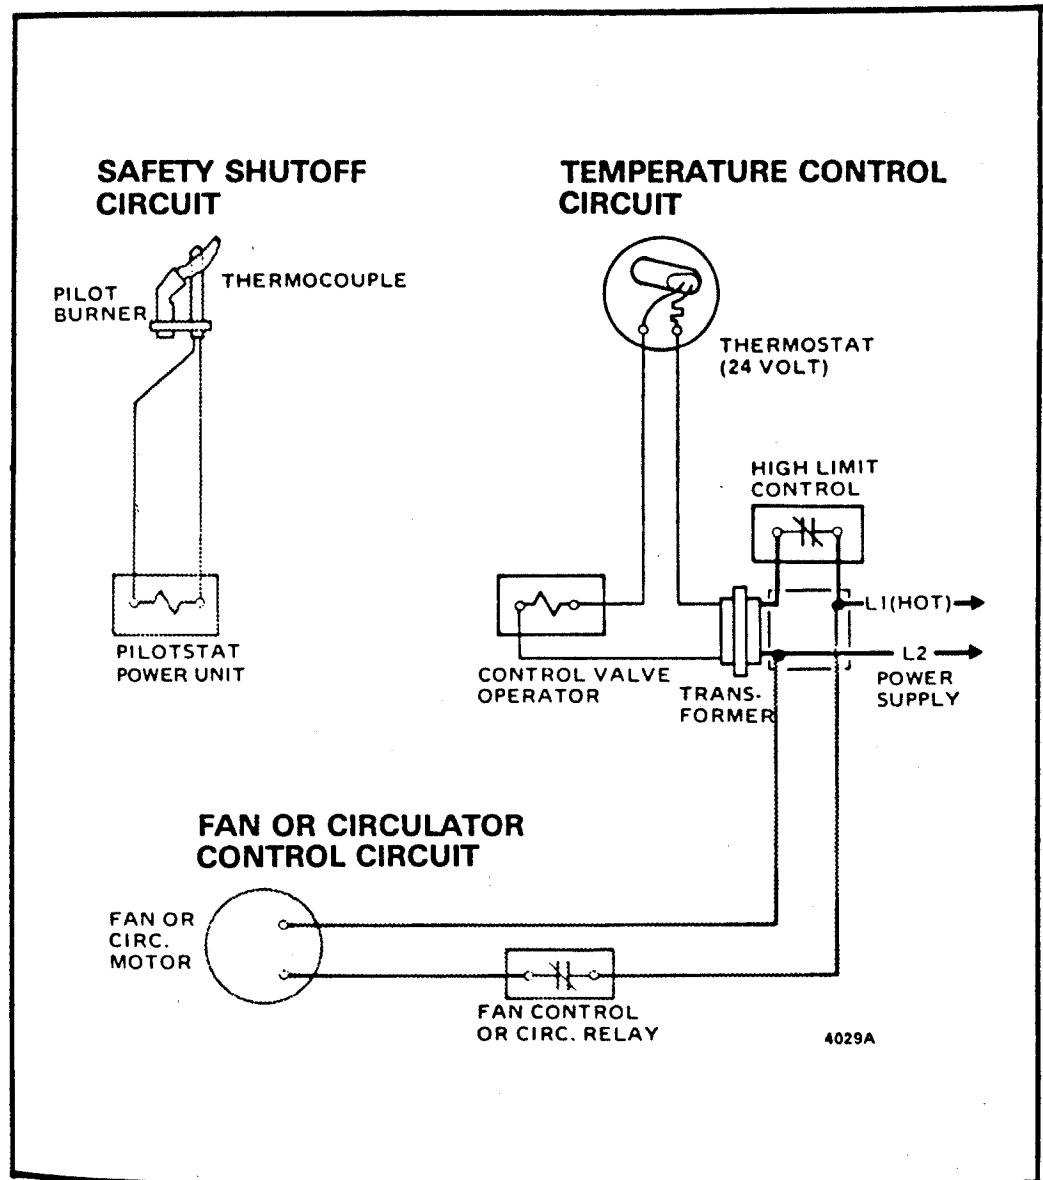 SAFETY SHUTOFF
CIRCUIT
THERMOCOUPLE
PILOT
BURNER
PILOTSTAT
POWER UNIT
TEMPERATURE CONTROL
CIRCUIT
THERMOSTAT
(24 VOLT)
HIGH LIMIT
CONTROL
L1(HOT)
L2
POWER
SUPPLY
CONTROL VALVE
OPERATOR
TRANS-
FORMER
FAN OR CIRCULATOR
CONTROL CIRCUIT
FAN OR
CIRC.
MOTOR
FAN CONTROL
OR CIRC. RELAY
4029A